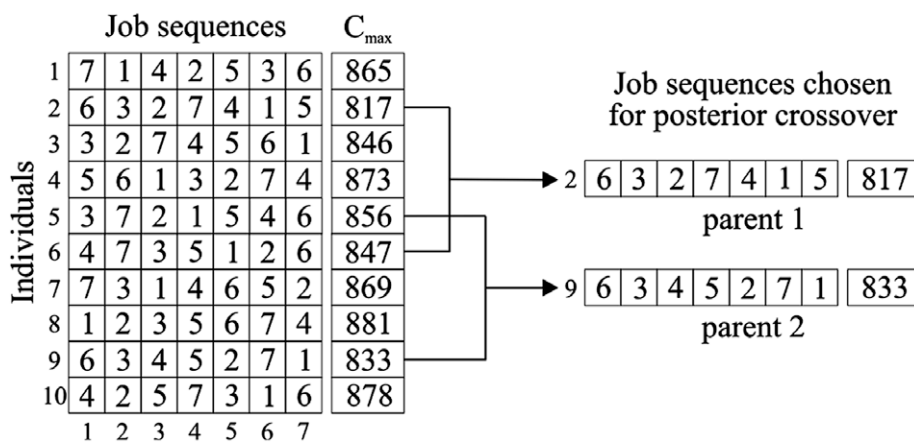 Job sequences Cmax
Individuals
1 7 1 4 2 5 3 6 865
2 6 3 2 7 4 1 5 817
3 3 2 7 4 5 6 1 846
4 5 6 1 3 2 7 4 873
5 3 7 2 1 5 4 6 856
6 4 7 3 5 1 2 6 847
7 7 3 1 4 6 5 2 869
8 1 2 3 5 6 7 4 881
9 6 3 4 5 2 7 1 833
10 4 2 5 7 3 1 6 878
1 2 3 4 5 6 7
Job sequences chosen
for posterior crossover
2 6 3 2 7 4 1 5 817
parent 1
9 6 3 4 5 2 7 1 833
parent 2